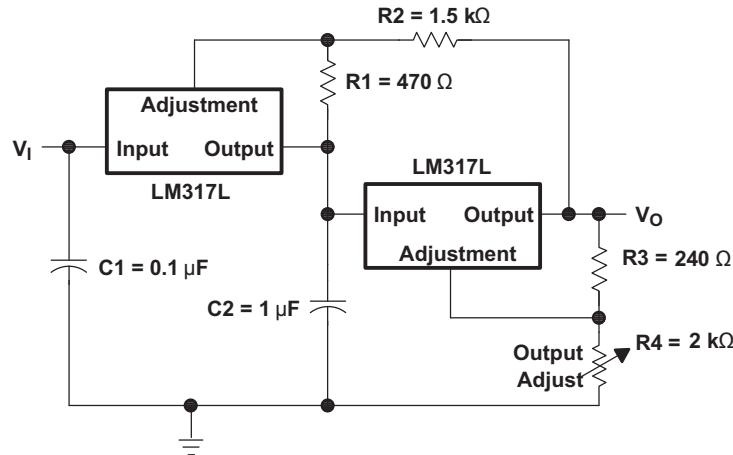 R2 = 1.5 kΩ
R1 = 470 Ω
Adjustment
VI
Input Output
LM317L
LM317L
Input Output
VO
Adjustment
R3 = 240 Ω
C1 = 0.1 µF
C2 = 1 µF
R4 = 2 kΩ
Output
Adjust